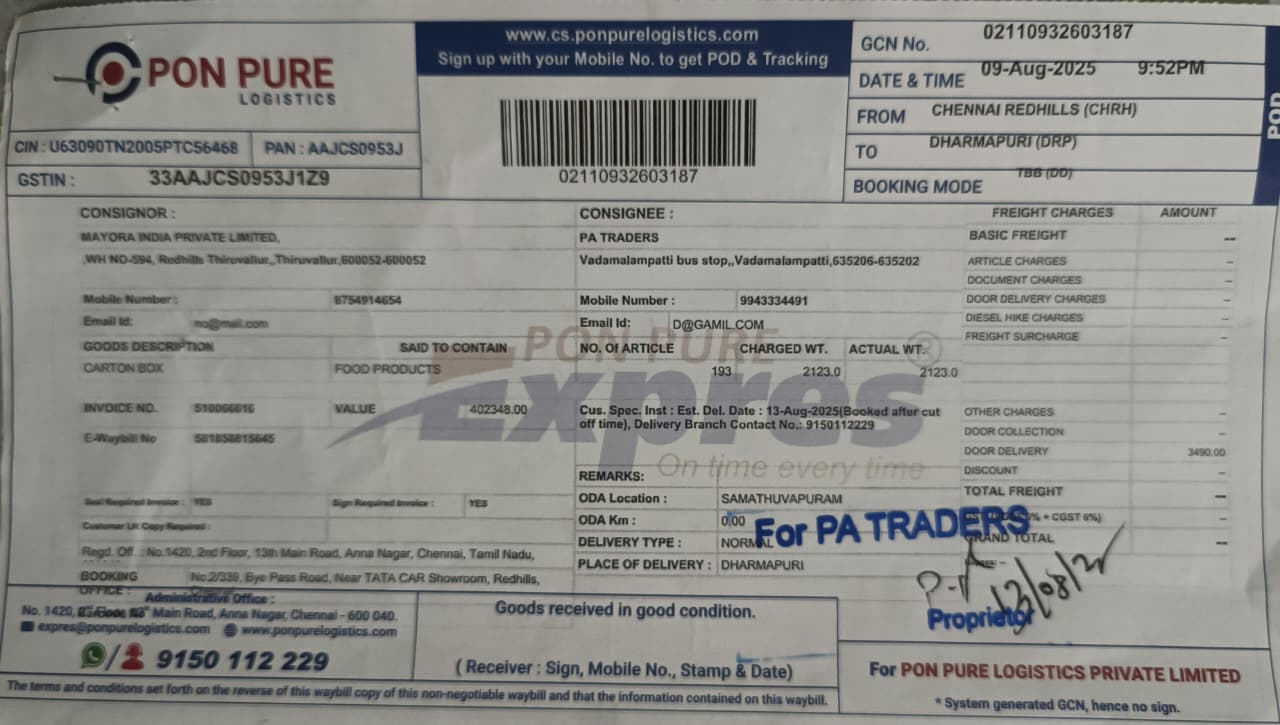 PON PURE
LOGISTICS
CIN : U63090TN2005PTC56468 PAN : AAJCS0953J
GSTIN : 33AAJCS0953J1Z9
www.cs.ponpurelogistics.com
Sign up with your Mobile No. to get POD & Tracking
02110932603187
GCN No. 02110932603187
DATE & TIME 09-Aug-2025 9:52PM
FROM CHENNAI REDHILLS (CHRH)
TO DHARMAPURI (DRP)
BOOKING MODE TBB (DD)
POD
CONSIGNOR :
MAYORA INDIA PRIVATE LIMITED,
,WH NO-594, Redhills Thiruvallur,,Thiruvallur,600052-600052
Mobile Number : 8754914654
Email Id: no@mail.com
GOODS DESCRIPTION SAID TO CONTAIN
CARTON BOX FOOD PRODUCTS
INVOICE NO. 510066616 VALUE 402348.00
E-Waybill No 581858815645
Seal Required Invoice : YES Sign Required Invoice : YES
Customer Lit Copy Required :
Regd. Off. : No.1420, 2nd Floor, 13th Main Road, Anna Nagar, Chennai, Tamil Nadu,
BOOKING OFFICE : No.2/339, Bye Pass Road, Near TATA CAR Showroom, Redhills,
CONSIGNEE :
PA TRADERS
Vadamalampatti bus stop,,Vadamalampatti,635206-635202
Mobile Number : 9943334491
Email Id: D@GAMIL.COM
NO. Of ARTICLE CHARGED WT. ACTUAL WT.
193 2123.0 2123.0
Cus. Spec. Inst : Est. Del. Date : 13-Aug-2025(Booked after cut
off time), Delivery Branch Contact No.: 9150112229
REMARKS:
ODA Location : SAMATHUVAPURAM
ODA Km : 0.00
DELIVERY TYPE : NORMAL
PLACE OF DELIVERY : DHARMAPURI
PON PURE
Expres ®
On time every time
FREIGHT CHARGES AMOUNT
BASIC FREIGHT --
ARTICLE CHARGES –
DOCUMENT CHARGES –
DOOR DELIVERY CHARGES –
DIESEL HIKE CHARGES –
FREIGHT SURCHARGE –
OTHER CHARGES –
DOOR COLLECTION –
DOOR DELIVERY 3490.00
DISCOUNT –
TOTAL FREIGHT --
% + CGST 6%) –
GRAND TOTAL --
For PA TRADERS
13/08/2
Proprietor
Administrative Office :
No. 1420, Main Road, Anna Nagar, Chennai - 600 040.
expres@ponpurelogistics.com www.ponpurelogistics.com
/ 9150 112 229
Goods received in good condition.
( Receiver : Sign, Mobile No., Stamp & Date)
For PON PURE LOGISTICS PRIVATE LIMITED
* System generated GCN, hence no sign.
The terms and conditions set forth on the reverse of this waybill copy of this non-negotiable waybill and that the information contained on this waybill.